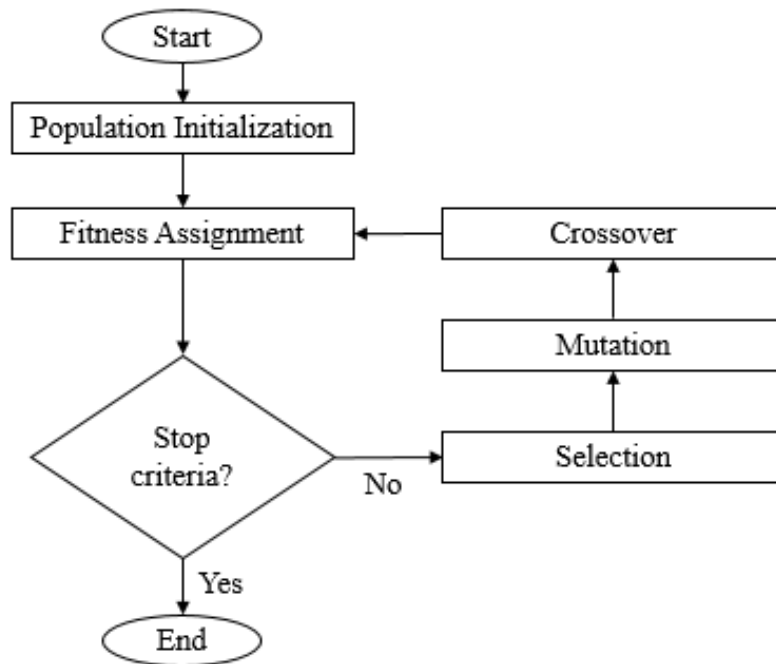 Start
Population Initialization
Fitness Assignment
Crossover
Mutation
Stop
criteria?
No
Selection
Yes
End